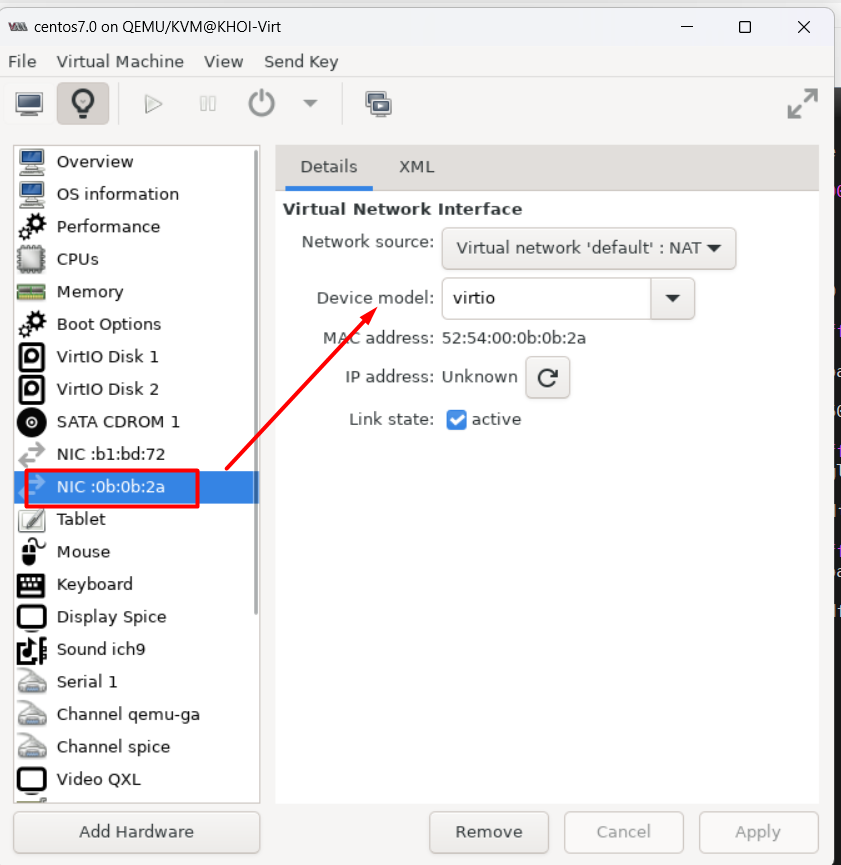 centos7.0 on QEMU/KVM@KHOI-Virt
File Virtual Machine View Send Key
Overview
OS information
Performance
CPUs
Memory
Boot Options
VirtIO Disk 1
VirtIO Disk 2
SATA CDROM 1
NIC :b1:bd:72
NIC :0b:0b:2a
Tablet
Mouse
Keyboard
Display Spice
Sound ich9
Serial 1
Channel qemu-ga
Channel spice
Video QXL
Add Hardware
Details XML
Virtual Network Interface
Network source: Virtual network 'default' : NAT
Device model: virtio
MAC address: 52:54:00:0b:0b:2a
IP address: Unknown
Link state: active
Remove Cancel Apply